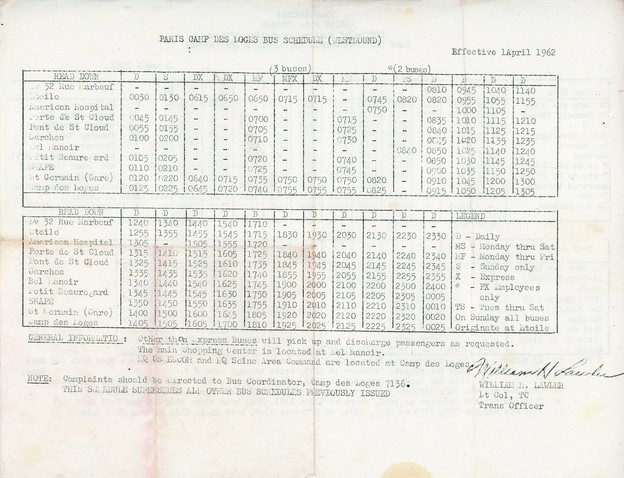 PARIS CAMP DES LOGES BUS SCHEDULE (WESTBOUND)
Effective 1April 1962
(3 buses) *(2 buses)
READ DOWN D S DX DX MFX DX D TS D D D D
Lv 32 Rue Marbeuf - - - - - - - - - - 0810 0945 1040 1140
Etoile 0030 0130 0615 0650 0650 0715 0715 - 0745 0820 0820 0955 1055 1155
American Hospital - - - - - - - - 0750 - - 1000 1105 -
Porte de St Cloud 0045 0145 - - 0700 - - 0715 - - 0835 1010 1115 1210
Pont de St Cloud 0055 0155 - - 0705 - - 0725 - - 0840 1015 1125 1215
Garches 0100 0200 - - 0710 - - 0730 - - 0845 1020 1135 1235
Bel Manoir - - - - - - - - - 0840 0850 1025 1140 1240
Petit Beauregard 0105 0205 - - 0720 - - 0740 - - 0850 1030 1145 1245
SHAPE 0110 0210 - - 0725 - - 0745 - - 0900 1035 1150 1250
St Germain (Gare) 0120 0220 0640 0715 0735 0750 0750 0750 0820 - 0910 1045 1200 1300
Camp des Loges 0125 0225 0645 0720 0740 0755 0755 0755 0825 - 0915 1050 1205 1305
READ DOWN D D D D D D D D D D D LEGEND
Lv 32 Rue Marbeuf 1240 1340 1440 1540 1710 - - - - - -
Etoile 1255 1355 1455 1545 1715 1830 1930 2030 2130 2230 2330 D - Daily
American Hospital 1305 - 1505 1555 1720 - - - - - - MS - Monday thru Sat
Porte de St Cloud 1315 1410 1515 1605 1725 1840 1940 2040 2140 2240 2340 MF - Monday thru Fri
Pont de St Cloud 1325 1415 1525 1610 1735 1845 1945 2045 2145 2245 2345 S - Sunday only
Garches 1335 1435 1535 1620 1740 1855 1955 2055 2155 2255 2355 X - Express
Bel Manoir 1340 1440 1540 1625 1745 1900 2000 2100 2200 2300 0000 * - PX Employees
Petit Beauregard 1345 1445 1545 1630 1750 1905 2005 2105 2205 2305 0005 only
SHAPE 1350 1450 1550 1635 1755 1910 2010 2110 2210 2310 0010 TS - Tues thru Sat
St Germain (Gare) 1400 1500 1600 1645 1805 1920 2020 2120 2220 2320 0020 On Sunday all buses
Camp des Loges 1405 1505 1605 1700 1810 1925 2025 2125 2225 2325 0025 Originate at Etoile
GENERAL INFORMATION: Other than Express Buses will pick up and discharge passengers as requested.
The main Shopping Center is located at Bel Manoir.
HQ US EUCOM and HQ Seine Area Command are located at Camp des Loges.
William H Lawler
NOTE: Complaints should be directed to Bus Coordinator, Camp des Loges 7136.
THIS SCHEDULE SUPERSEDES ALL OTHER BUS SCHEDULES PREVIOUSLY ISSUED
WILLIAM H. LAWLER
Lt Col, TC
Trans Officer